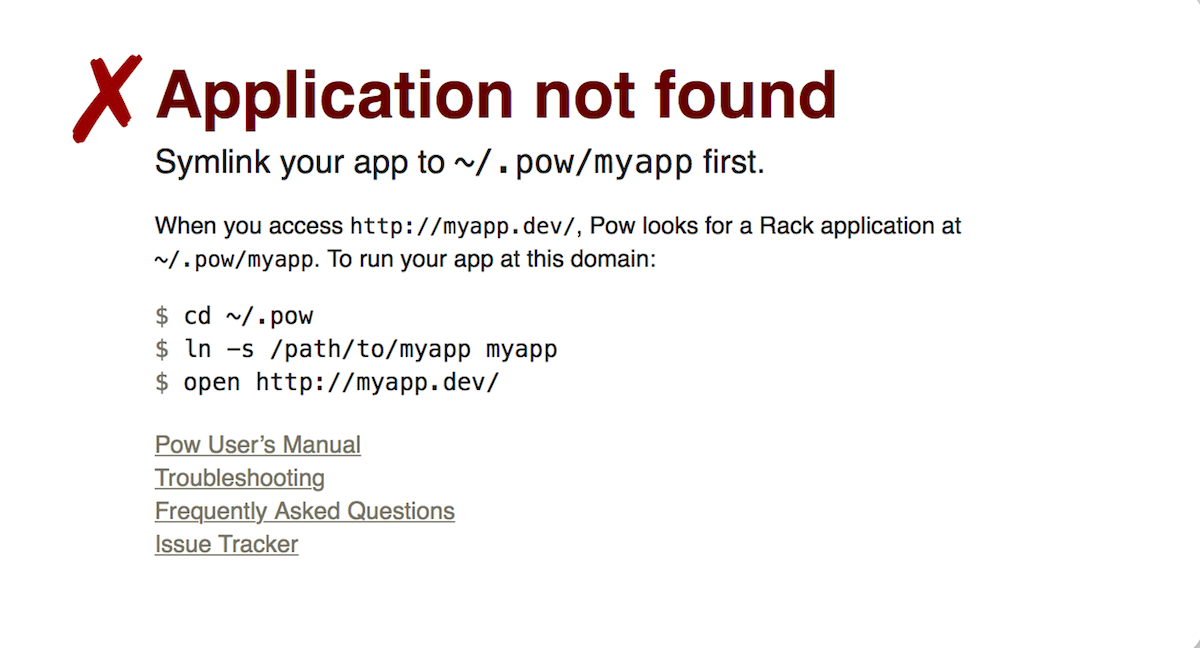 ✗ Application not found
Symlink your app to ~/.pow/myapp first.
When you access http://myapp.dev/, Pow looks for a Rack application at
~/.pow/myapp. To run your app at this domain:
$ cd ~/.pow
$ ln -s /path/to/myapp myapp
$ open http://myapp.dev/
Pow User’s Manual
Troubleshooting
Frequently Asked Questions
Issue Tracker